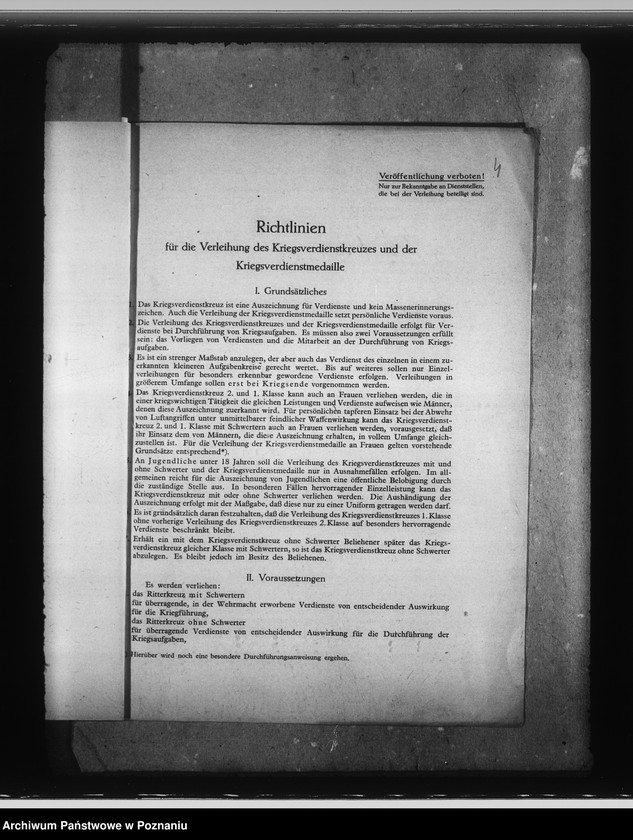 Veröffentlichung verboten!
4
Nur zur Bekanntgabe an Dienststellen,
die bei der Verleihung beteiligt sind.
Richtlinien
für die Verleihung des Kriegsverdienstkreuzes und der
Kriegsverdienstmedaille
I. Grundsätzliches
Das Kriegsverdienstkreuz ist eine Auszeichnung für Verdienste und kein Massenerinnerungs-
zeichen. Auch die Verleihung der Kriegsverdienstmedaille setzt persönliche Verdienste voraus.
Die Verleihung des Kriegsverdienstkreuzes und der Kriegsverdienstmedaille erfolgt für Ver-
dienste bei Durchführung von Kriegsaufgaben. Es müssen also zwei Voraussetzungen erfüllt
sein: das Vorliegen von Verdiensten und die Mitarbeit an der Durchführung von Kriegs-
aufgaben.
Es ist ein strenger Maßstab anzulegen, der aber auch das Verdienst des einzelnen in einem zu-
erkannten kleineren Aufgabenkreise gerecht wertet. Bis auf weiteres sollen nur Einzel-
verleihungen für besonders erkennbar gewordene Verdienste erfolgen. Verleihungen in
größerem Umfange sollen erst bei Kriegsende vorgenommen werden.
Das Kriegsverdienstkreuz 2. und 1. Klasse kann auch an Frauen verliehen werden, die in
einer kriegswichtigen Tätigkeit die gleichen Leistungen und Verdienste aufweisen wie Männer,
denen diese Auszeichnung zuerkannt wird. Für persönlichen tapferen Einsatz bei der Abwehr
von Luftangriffen unter unmittelbarer feindlicher Waffenwirkung kann das Kriegsverdienst-
kreuz 2. und 1. Klasse mit Schwertern auch an Frauen verliehen werden, vorausgesetzt, daß
ihr Einsatz dem von Männern, die diese Auszeichnung erhalten, in vollem Umfange gleich-
zustellen ist. Für die Verleihung der Kriegsverdienstmedaille an Frauen gelten vorstehende
Grundsätze entsprechend*).
An Jugendliche unter 18 Jahren soll die Verleihung des Kriegsverdienstkreuzes mit und
ohne Schwerter und der Kriegsverdienstmedaille nur in Ausnahmefällen erfolgen. Im all-
gemeinen reicht für die Auszeichnung von Jugendlichen eine öffentliche Belobigung durch
die zuständige Stelle aus. In besonderen Fällen hervorragender Einzelleistung kann das
Kriegsverdienstkreuz mit oder ohne Schwerter verliehen werden. Die Aushändigung der
Auszeichnung erfolgt mit der Maßgabe, daß diese nur zu einer Uniform getragen werden darf.
Es ist grundsätzlich daran festzuhalten, daß die Verleihung des Kriegsverdienstkreuzes 1. Klasse
ohne vorherige Verleihung des Kriegsverdienstkreuzes 2. Klasse auf besonders hervorragende
Verdienste beschränkt bleibt.
Erhält ein mit dem Kriegsverdienstkreuz ohne Schwerter Beliehener später das Kriegs-
verdienstkreuz gleicher Klasse mit Schwertern, so ist das Kriegsverdienstkreuz ohne Schwerter
abzulegen. Es bleibt jedoch im Besitz des Beliehenen.
II. Voraussetzungen
Es werden verliehen:
das Ritterkreuz mit Schwertern
für überragende, in der Wehrmacht erworbene Verdienste von entscheidender Auswirkung
für die Kriegführung,
das Ritterkreuz ohne Schwerter
für überragende Verdienste von entscheidender Auswirkung für die Durchführung der
Kriegsaufgaben,
Hierüber wird noch eine besondere Durchführungsanweisung ergehen.
Archiwum Państwowe w Poznaniu